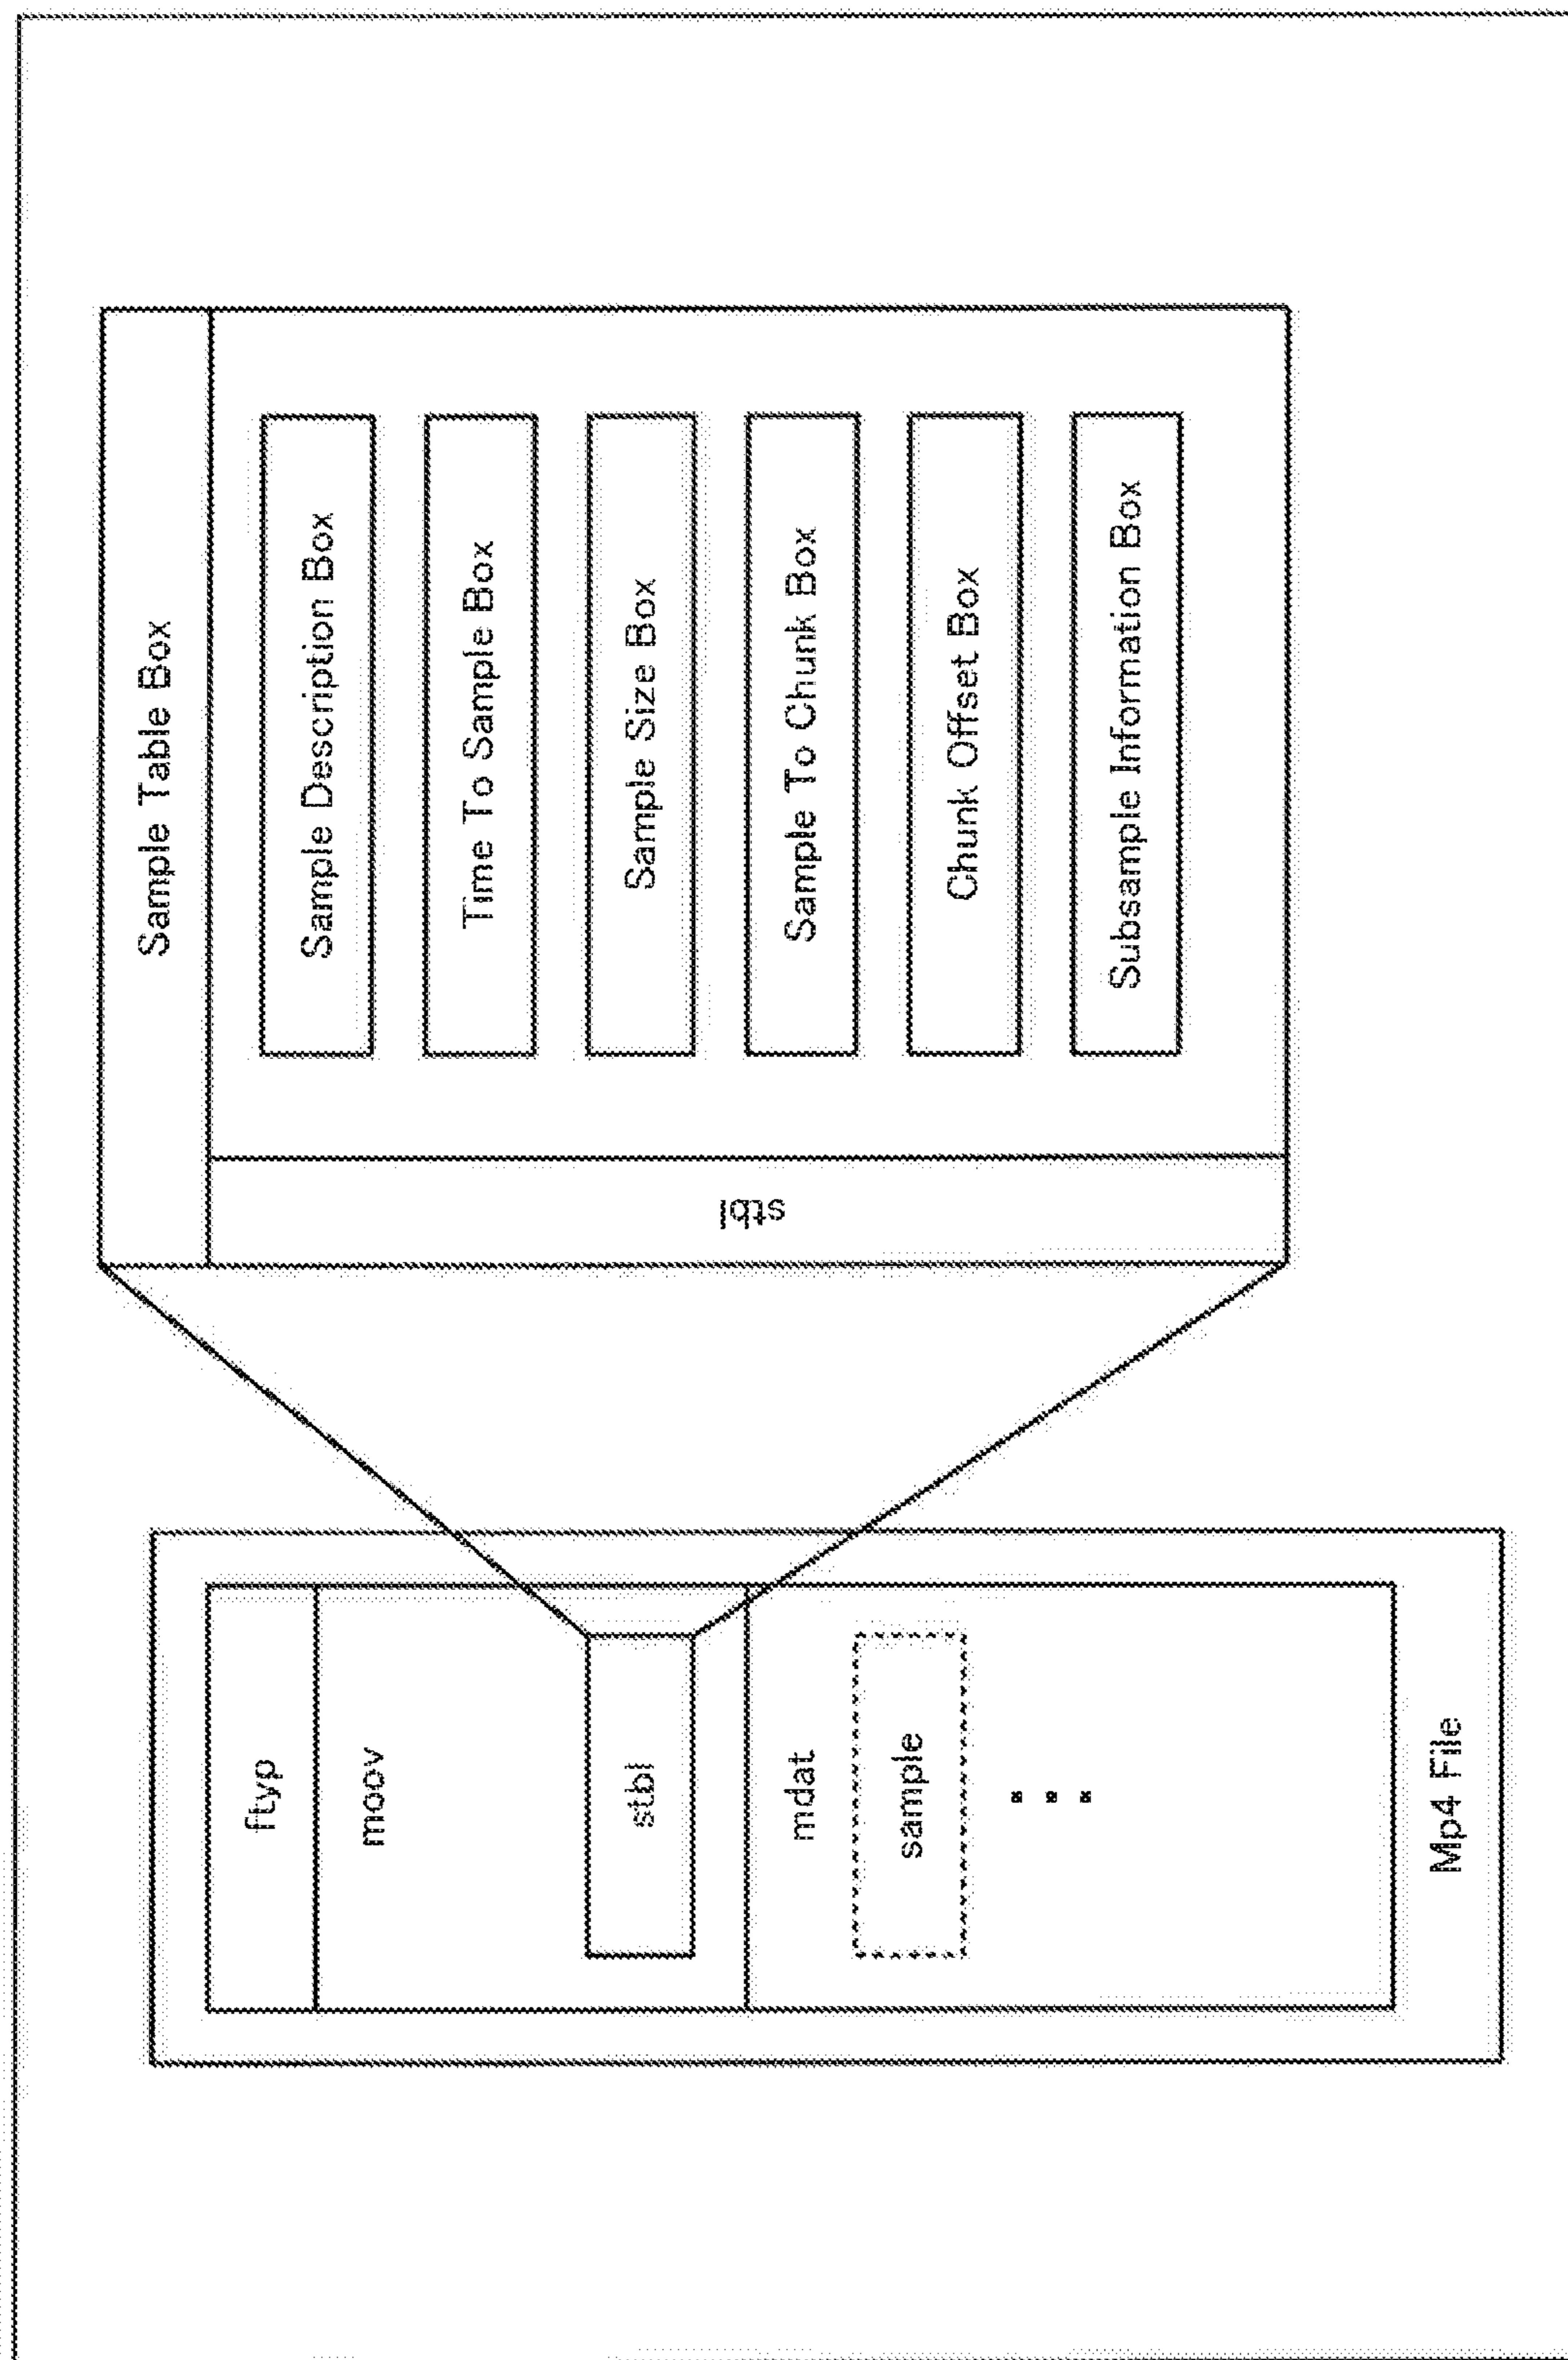 ftyp
moov
stbl
mdat
sample
Mp4 File
Sample Table Box
stbl
Sample Description Box
Time To Sample Box
Sample Size Box
Sample To Chunk Box
Chunk Offset Box
Subsample Information Box